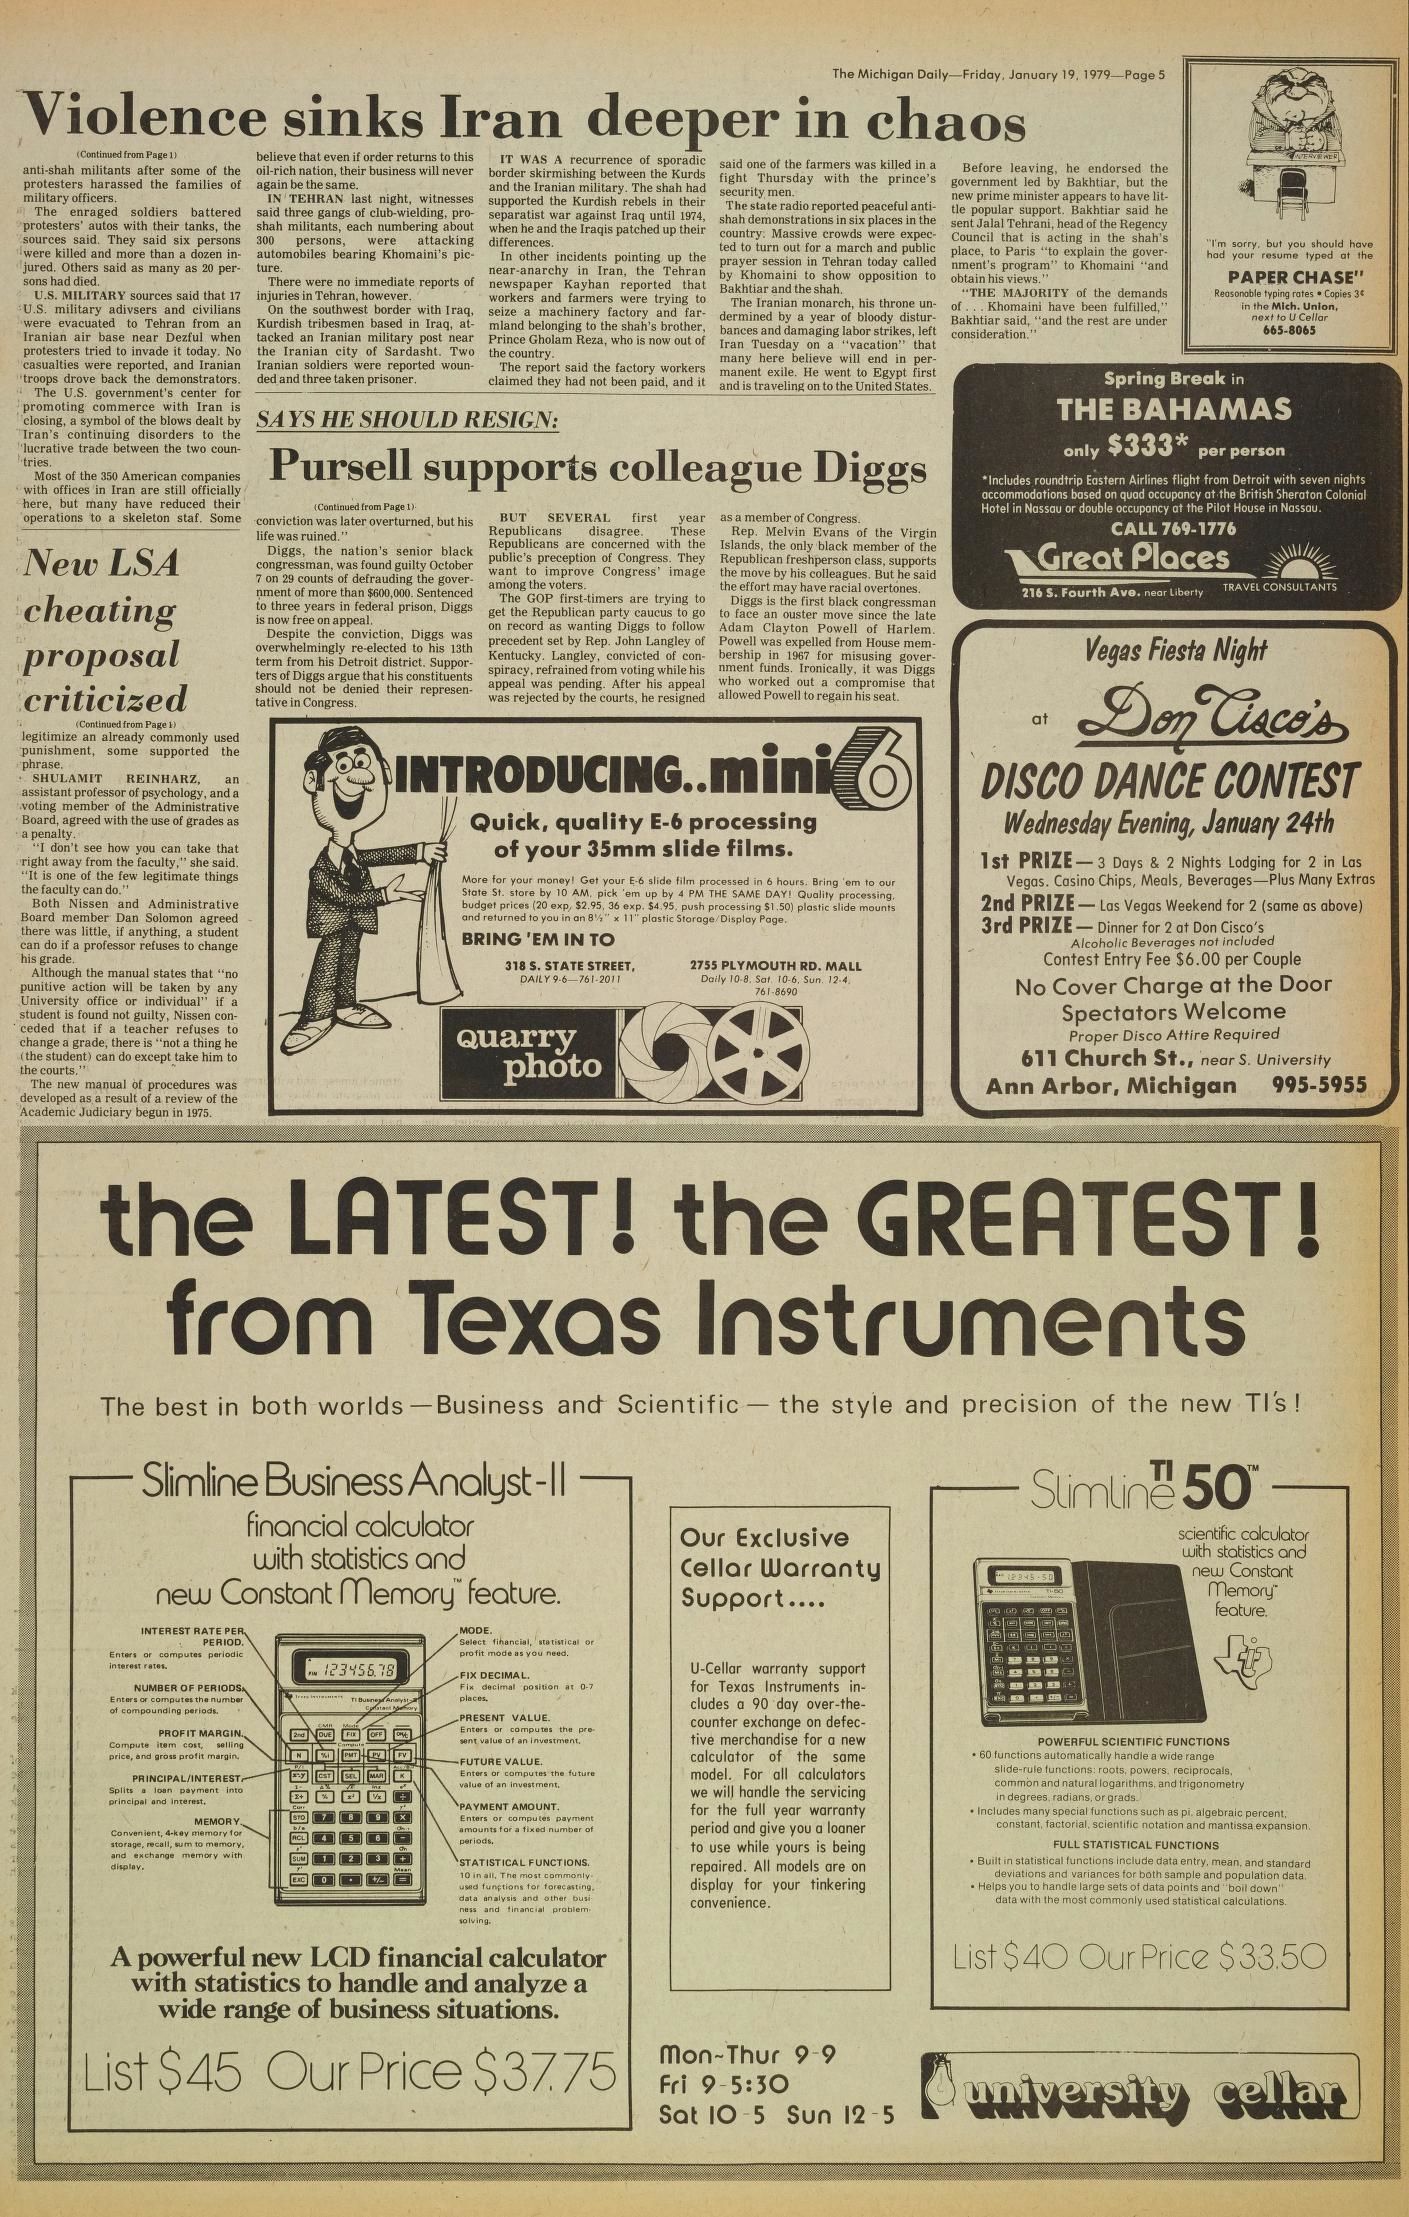 The Michigan Daily—Friday, January 19, 1979—Page 5
Violence sinks Iran deeper in chaos
(Continued from Page 1)
anti-shah militants after some of the
protesters harassed the families of
military officers.
The enraged soldiers battered
protesters' autos with their tanks, the
sources said. They said six persons
were killed and more than a dozen in-
jured. Others said as many as 20 per-
sons had died.
U.S. MILITARY sources said that 17
U.S. military adivsers and civilians
were evacuated to Tehran from an
Iranian air base near Dezful when
protesters tried to invade it today. No
casualties were reported, and Iranian
troops drove back the demonstrators.
The U.S. government's center for
promoting commerce with Iran is
closing, a symbol of the blows dealt by
Iran's continuing disorders to the
lucrative trade between the two coun-
tries.
Most of the 350 American companies
with offices in Iran are still officially
here, but many have reduced their
operations to a skeleton staf. Some
believe that even if order returns to this
oil-rich nation, their business will never
again be the same.
IN TEHRAN last night, witnesses
said three gangs of club-wielding, pro-
shah militants, each numbering about
300 persons, were attacking
automobiles bearing Khomaini's pic-
ture.
There were no immediate reports of
injuries in Tehran, however.
On the southwest border with Iraq,
Kurdish tribesmen based in Iraq, at-
tacked an Iranian military post near
the Iranian city of Sardasht. Two
Iranian soldiers were reported woun-
ded and three taken prisoner.
IT WAS A recurrence of sporadic
border skirmishing between the Kurds
and the Iranian military. The shah had
supported the Kurdish rebels in their
separatist war against Iraq until 1974,
when he and the Iraqis patched up their
differences.
In other incidents pointing up the
near-anarchy in Iran, the Tehran
newspaper Kayhan reported that
workers and farmers were trying to
seize a machinery factory and far-
mland belonging to the shah's brother,
Prince Gholam Reza, who is now out of
the country.
The report said the factory workers
claimed they had not been paid, and it
said one of the farmers was killed in a
fight Thursday with the prince's
security men.
The state radio reported peaceful anti-
shah demonstrations in six places in the
country. Massive crowds were expec-
ted to turn out for a march and public
prayer session in Tehran today called
by Khomaini to show opposition to
Bakhtiar and the shah.
The Iranian monarch, his throne un-
dermined by a year of bloody distur-
bances and damaging labor strikes, left
Iran Tuesday on a "vacation" that
many here believe will end in per-
manent exile. He went to Egypt first
and is traveling on to the United States.
Before leaving, he endorsed the
government led by Bakhtiar, but the
new prime minister appears to have lit-
tle popular support. Bakhtiar said he
sent Jalal Tehrani, head of the Regency
Council that is acting in the shah's
place, to Paris "to explain the gover-
nment's program" to Khomaini "and
obtain his views."
"THE MAJORITY of the demands
of . . . Khomaini have been fulfilled,"
Bakhtiar said, "and the rest are under
consideration."
INTERVIEWER
"I'm sorry, but you should have
had your resume typed at the
PAPER CHASE"
Reasonable typing rates • Copies 3¢
in the Mich. Union,
next to U Cellar
665-8065
SAYS HE SHOULD RESIGN:
Pursell supports colleague Diggs
(Continued from Page 1)
conviction was later overturned, but his
life was ruined."
Diggs, the nation's senior black
congressman, was found guilty October
7 on 29 counts of defrauding the gover-
nment of more than $600,000. Sentenced
to three years in federal prison, Diggs
is now free on appeal.
Despite the conviction, Diggs was
overwhelmingly re-elected to his 13th
term from his Detroit district. Suppor-
ters of Diggs argue that his constituents
should not be denied their represen-
tative in Congress.
BUT SEVERAL first year
Republicans disagree. These
Republicans are concerned with the
public's preception of Congress. They
want to improve Congress' image
among the voters.
The GOP first-timers are trying to
get the Republican party caucus to go
on record as wanting Diggs to follow
precedent set by Rep. John Langley of
Kentucky. Langley, convicted of con-
spiracy, refrained from voting while his
appeal was pending. After his appeal
was rejected by the courts, he resigned
as a member of Congress.
Rep. Melvin Evans of the Virgin
Islands, the only black member of the
Republican freshperson class, supports
the move by his colleagues. But he said
the effort may have racial overtones.
Diggs is the first black congressman
to face an ouster move since the late
Adam Clayton Powell of Harlem.
Powell was expelled from House mem-
bership in 1967 for misusing gover-
nment funds. Ironically, it was Diggs
who worked out a compromise that
allowed Powell to regain his seat.
New LSA
cheating
proposal
criticized
(Continued from Page 1)
legitimize an already commonly used
punishment, some supported the
phrase.
SHULAMIT REINHARZ, an
assistant professor of psychology, and a
voting member of the Administrative
Board, agreed with the use of grades as
a penalty.
"I don't see how you can take that
right away from the faculty," she said.
"It is one of the few legitimate things
the faculty can do."
Both Nissen and Administrative
Board member Dan Solomon agreed
there was little, if anything, a student
can do if a professor refuses to change
his grade.
Although the manual states that "no
punitive action will be taken by any
University office or individual" if a
student is found not guilty, Nissen con-
ceded that if a teacher refuses to
change a grade, there is "not a thing he
(the student) can do except take him to
the courts."
The new manual of procedures was
developed as a result of a review of the
Academic Judiciary begun in 1975.
Spring Break in
THE BAHAMAS
only $333* per person
*Includes roundtrip Eastern Airlines flight from Detroit with seven nights
accommodations based on quad occupancy at the British Sheraton Colonial
Hotel in Nassau or double occupancy at the Pilot House in Nassau.
CALL 769-1776
Great Places
TRAVEL CONSULTANTS
216 S. Fourth Ave. near Liberty
INTRODUCING..mini6
Quick, quality E-6 processing
of your 35mm slide films.
More for your money! Get your E-6 slide film processed in 6 hours. Bring 'em to our
State St. store by 10 AM, pick 'em up by 4 PM THE SAME DAY! Quality processing,
budget prices (20 exp, $2.95, 36 exp. $4.95, push processing $1.50) plastic slide mounts
and returned to you in an 8½" x 11" plastic Storage/Display Page.
BRING 'EM IN TO
318 S. STATE STREET,
DAILY 9-6—761-2011
2755 PLYMOUTH RD. MALL
Daily 10-8, Sat. 10-6, Sun. 12-4,
761-8690
Quarry
photo
Vegas Fiesta Night
at Don Cisco's
DISCO DANCE CONTEST
Wednesday Evening, January 24th
1st PRIZE— 3 Days & 2 Nights Lodging for 2 in Las
Vegas. Casino Chips, Meals, Beverages—Plus Many Extras
2nd PRIZE— Las Vegas Weekend for 2 (same as above)
3rd PRIZE— Dinner for 2 at Don Cisco's
Alcoholic Beverages not included
Contest Entry Fee $6.00 per Couple
No Cover Charge at the Door
Spectators Welcome
Proper Disco Attire Required
611 Church St., near S. University
Ann Arbor, Michigan 995-5955
the LATEST! the GREATEST!
from Texas Instruments
The best in both worlds—Business and Scientific—the style and precision of the new TI's!
Slimline Business Analyst-II
financial calculator
with statistics and
new Constant Memory™ feature.
INTEREST RATE PER
PERIOD.
Enters or computes periodic
interest rates.
NUMBER OF PERIODS.
Enters or computes the number
of compounding periods.
PROFIT MARGIN.
Compute item cost, selling
price, and gross profit margin.
PRINCIPAL/INTEREST.
Splits a loan payment into
principal and interest.
MEMORY.
Convenient, 4-key memory for
storage, recall, sum to memory,
and exchange memory with
display.
FIN 123456.78
Texas Instruments
TI Business Analyst-II
Constant Memory
2nd DUE FIX OFF ON/C
N %i PMT PV FV
x⇄y CST SEL MAR K
Σ+ % x² 1/x ÷
STO 7 8 9 X
RCL 4 5 6 −
SUM 1 2 3 +
EXC 0 . +/− =
MODE.
Select financial, statistical or
profit mode as you need.
FIX DECIMAL.
Fix decimal position at 0-7
places.
PRESENT VALUE.
Enters or computes the pre-
sent value of an investment.
FUTURE VALUE.
Enters or computes the future
value of an investment.
PAYMENT AMOUNT.
Enters or computes payment
amounts for a fixed number of
periods.
STATISTICAL FUNCTIONS.
10 in all. The most commonly-
used functions for forecasting,
data analysis and other busi-
ness and financial problem-
solving.
A powerful new LCD financial calculator
with statistics to handle and analyze a
wide range of business situations.
List $45 Our Price $37.75
Our Exclusive
Cellar Warranty
Support....
U-Cellar warranty support
for Texas Instruments in-
cludes a 90 day over-the-
counter exchange on defec-
tive merchandise for a new
calculator of the same
model. For all calculators
we will handle the servicing
for the full year warranty
period and give you a loaner
to use while yours is being
repaired. All models are on
display for your tinkering
convenience.
Mon~Thur 9-9
Fri 9-5:30
Sat 10-5 Sun 12-5
Slimline TI 50™
scientific calculator
with statistics and
new Constant
Memory™
feature.
POWERFUL SCIENTIFIC FUNCTIONS
• 60 functions automatically handle a wide range
slide-rule functions: roots, powers, reciprocals,
common and natural logarithms, and trigonometry
in degrees, radians, or grads.
• Includes many special functions such as pi, algebraic percent,
constant, factorial, scientific notation and mantissa expansion.
FULL STATISTICAL FUNCTIONS
• Built in statistical functions include data entry, mean, and standard
deviations and variances for both sample and population data.
• Helps you to handle large sets of data points and "boil down"
data with the most commonly used statistical calculations.
List $40 Our Price $33.50
university cellar